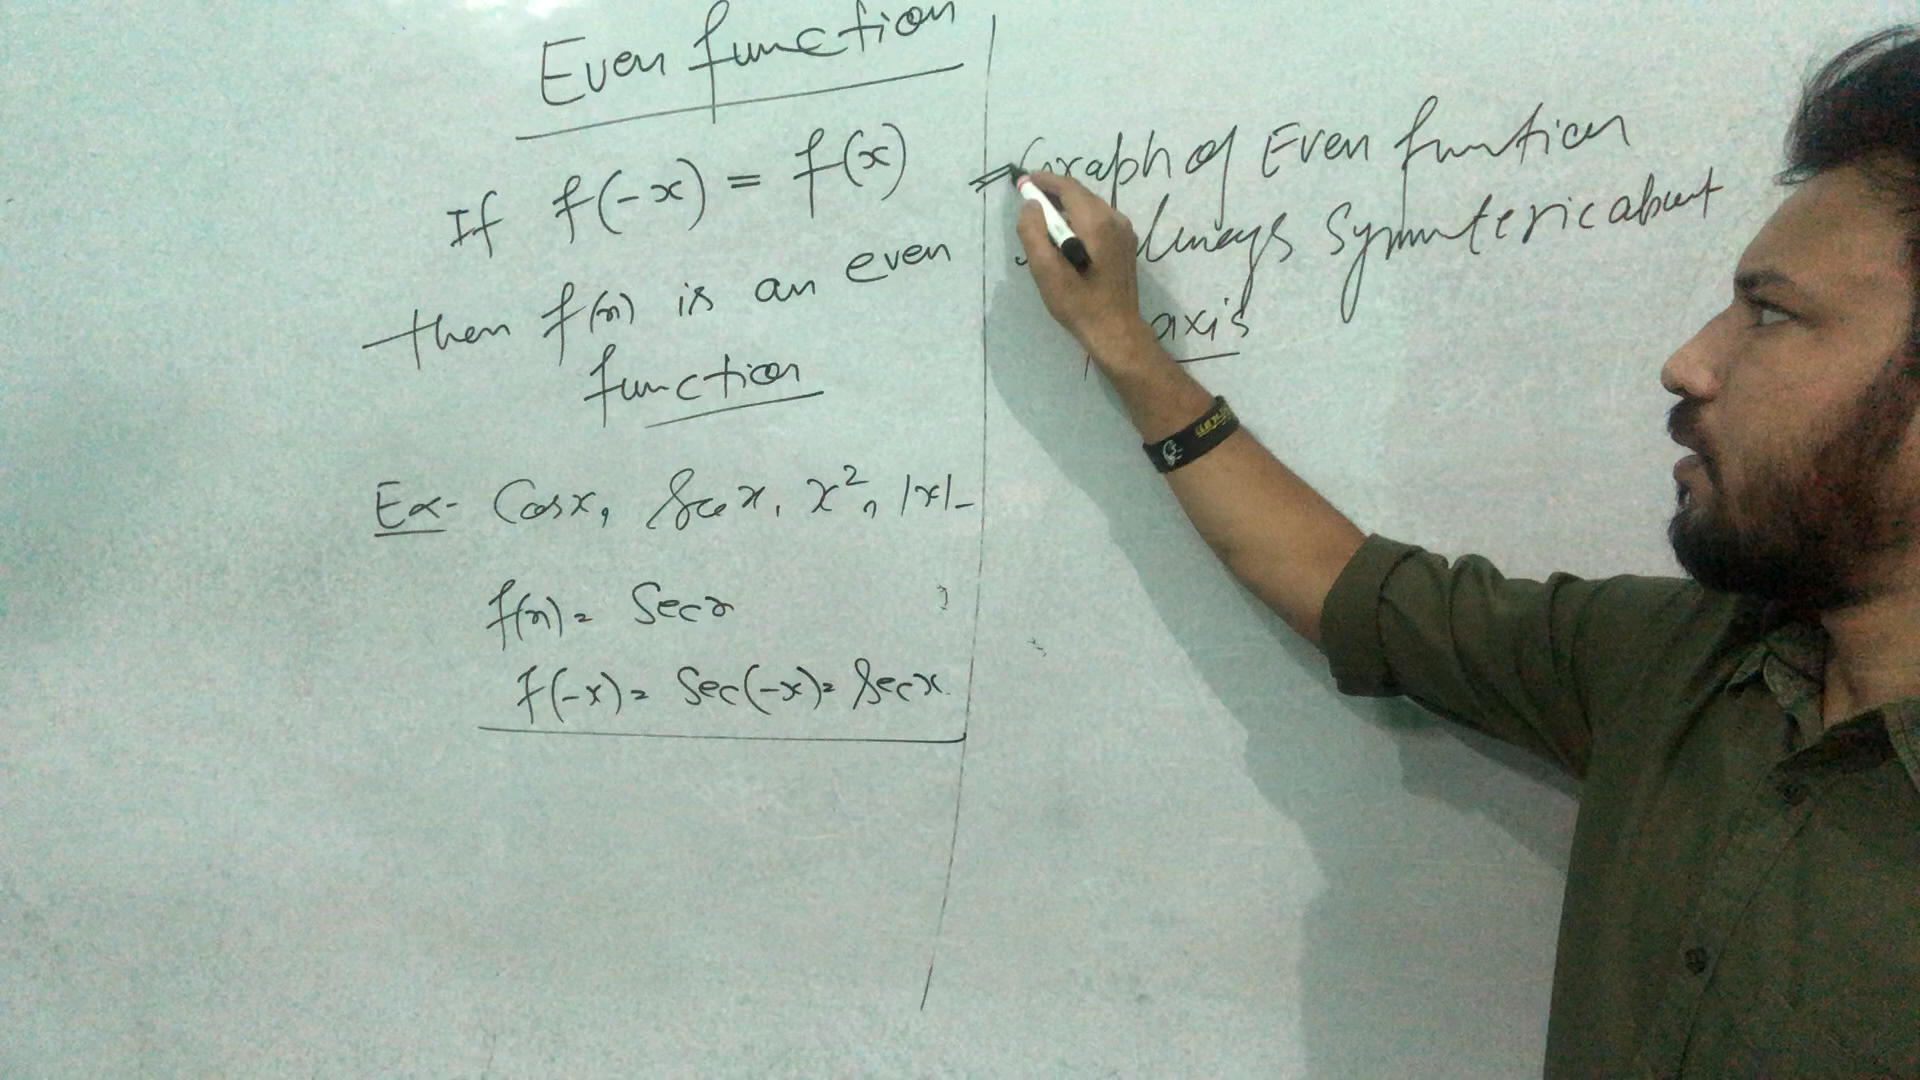 Even function
If f(-x) = f(x)
then f(x) is an even
function
Ex- Cosx, Secx, x², |x|-
f(x)= Secx
f(-x)= Sec(-x)= Secx.
Graph of Even function
always Symmteric about
axis